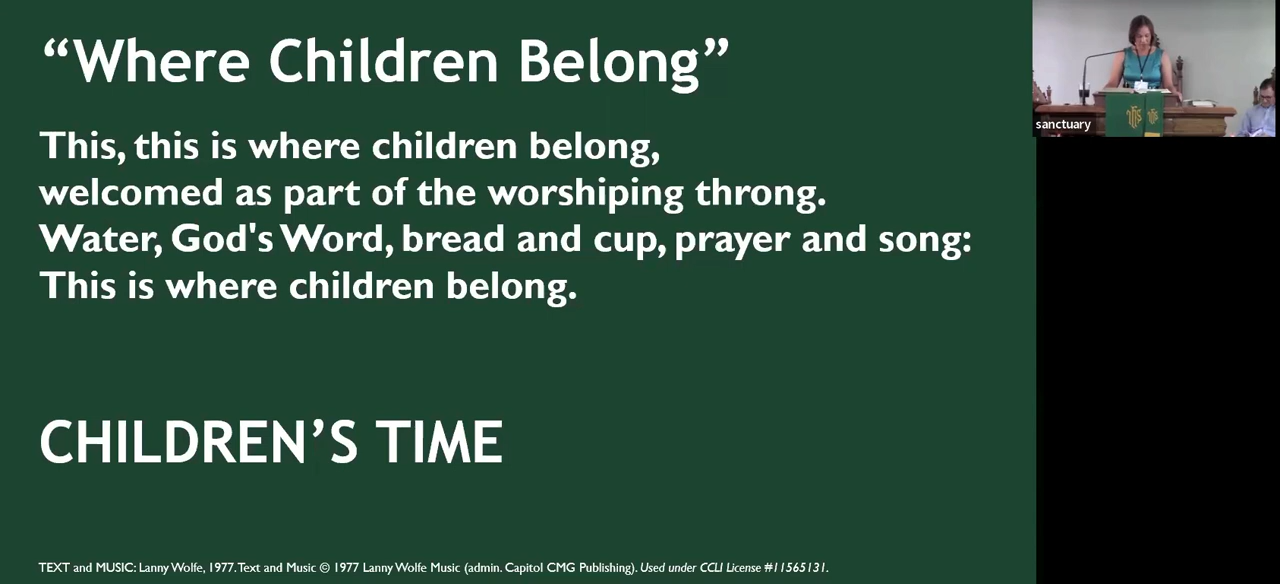 “Where Children Belong”
This, this is where children belong,
welcomed as part of the worshiping throng.
Water, God's Word, bread and cup, prayer and song:
This is where children belong.
CHILDREN’S TIME
TEXT and MUSIC: Lanny Wolfe, 1977. Text and Music © 1977 Lanny Wolfe Music (admin. Capitol CMG Publishing). Used under CCLI License #11565131.
sanctuary